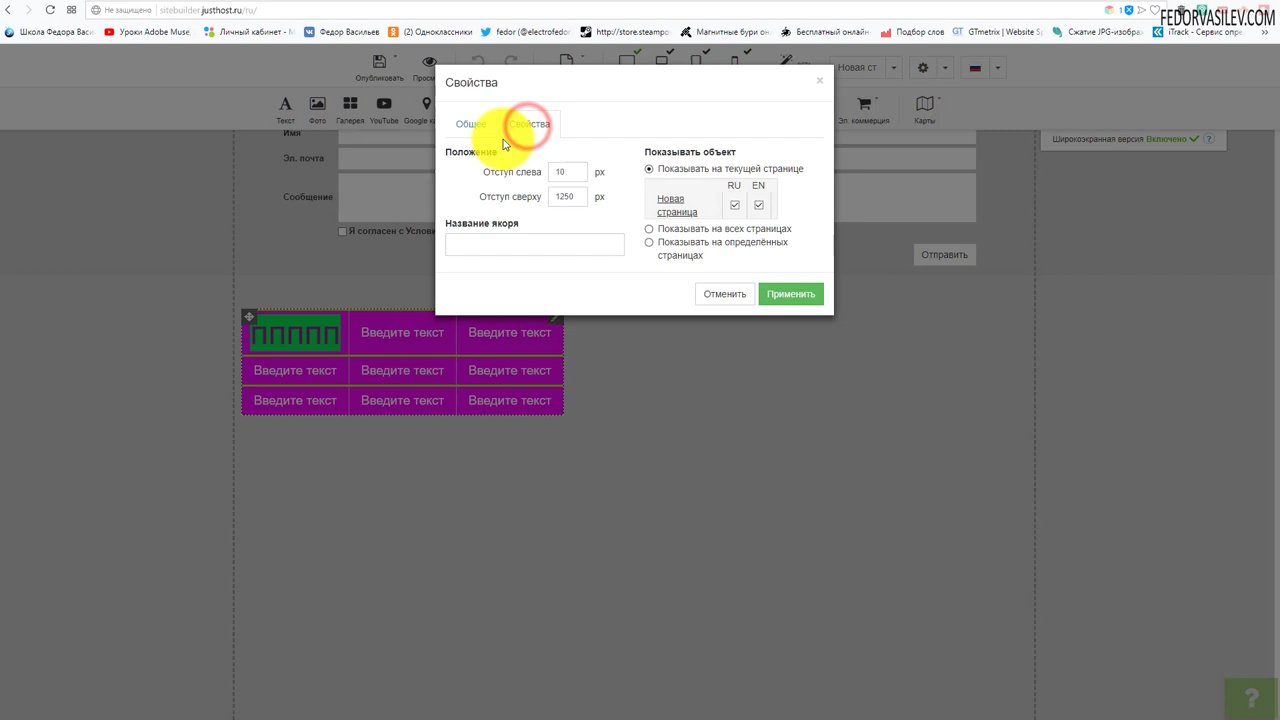 Не защищено
sitebuilder.justhost.ru/ru/
1
FEDORVASILEV.COM
Школа Федора Васи
Уроки Adobe Muse,
Личный кабинет - М
Федор Васильев
(2) Одноклассники
fedor (@electrofedo
http://store.steampo
Магнитные бури он
Бесплатный онлайн-
Подбор слов
GTmetrix | Website S
Сжатие JPG-изобра
iTrack - Сервис опре
Опубликовать
Просм
Новая ст
Текст
Фото
Галерея
YouTube
Google к
Эл. коммерция
Карты
Широкоэкранная версия Включено
?
Имя
Эл. почта
Сообщение
Я согласен с Услови
Отправить
Свойства
×
Общее
Свойства
Положение
Отступ слева 10 px
Отступ сверху 1250 px
Название якоря
Показывать объект
Показывать на текущей странице
RU EN
Новая
страница
Показывать на всех страницах
Показывать на определённых
страницах
Отменить
Применить
ППППП
Введите текст
Введите текст
Введите текст
Введите текст
Введите текст
Введите текст
Введите текст
Введите текст
?